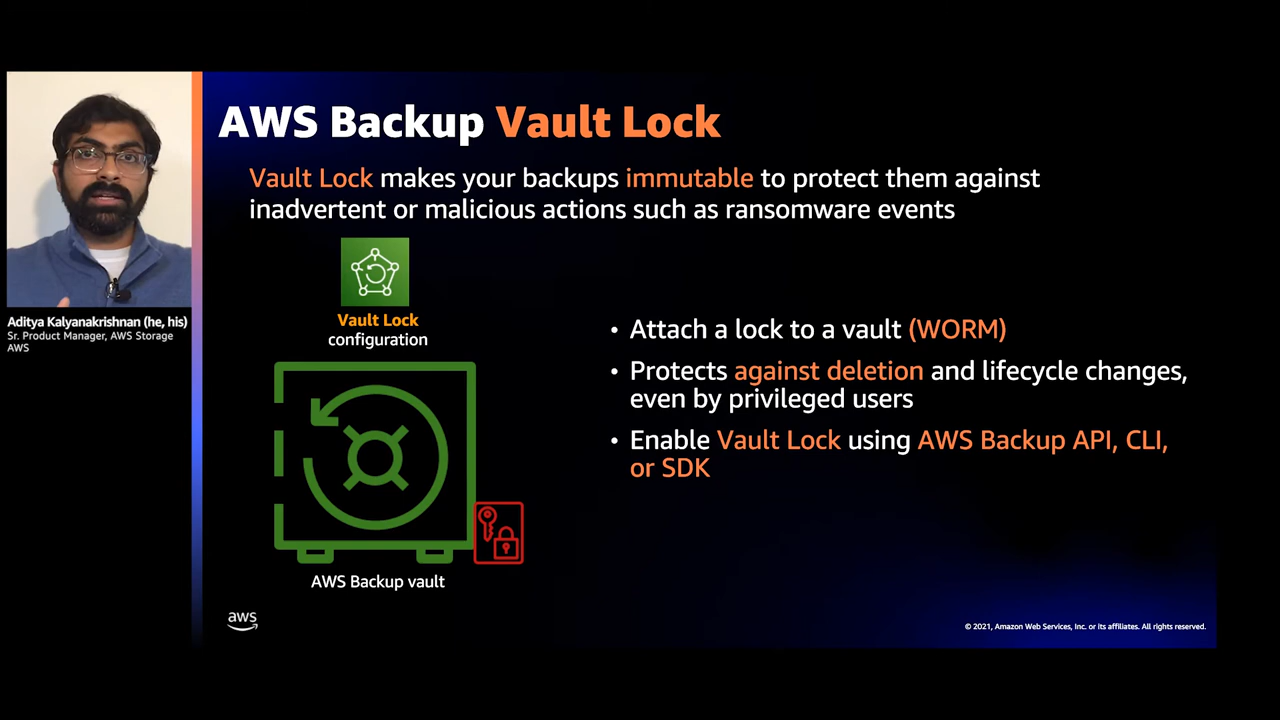 AWS Backup Vault Lock
Vault Lock makes your backups immutable to protect them against
inadvertent or malicious actions such as ransomware events
Aditya Kalyanakrishnan (he, his)
Sr. Product Manager, AWS Storage
AWS
Vault Lock
configuration
AWS Backup vault
• Attach a lock to a vault (WORM)
• Protects against deletion and lifecycle changes,
even by privileged users
• Enable Vault Lock using AWS Backup API, CLI,
or SDK
aws
© 2021, Amazon Web Services, Inc. or its affiliates. All rights reserved.